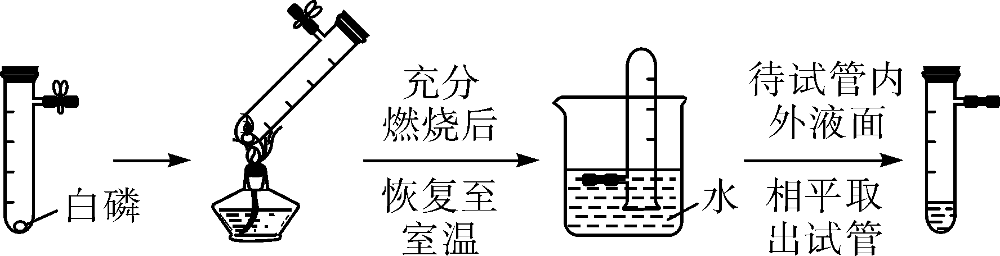 白磷
充分
燃烧后
恢复至
室温
水
待试管内
外液面
相平取
出试管